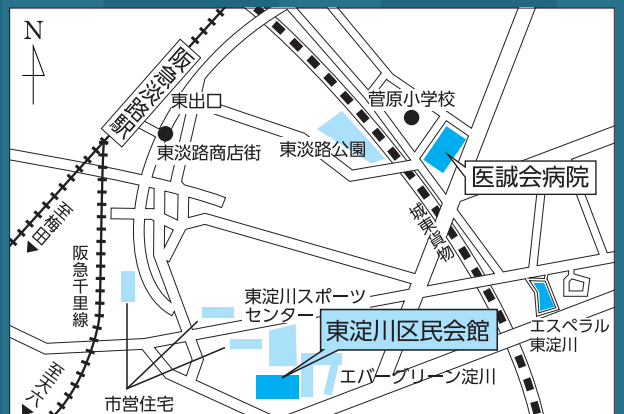 N
阪急淡路駅
東出口
菅原小学校
東淡路商店街
東淡路公園
医誠会病院
至梅田
城東貨物
阪急千里線
東淀川スポーツ
センター
エスペラル
東淀川
東淀川区民会館
エバーグリーン淀川
至天六
市営住宅